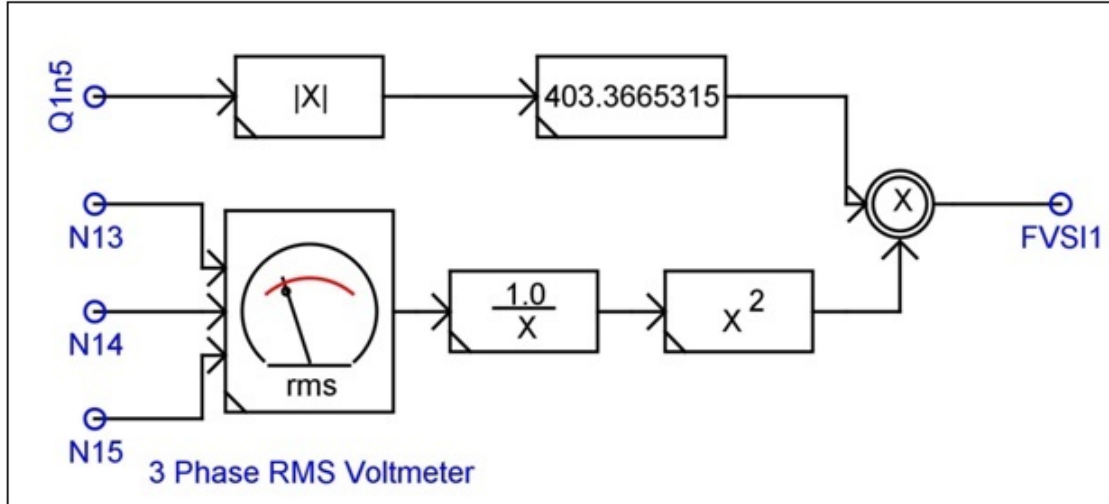 Q1n5
|X|
403.3665315
N13
N14
N15
rms
1.0
X
X 2
X
FVSI1
3 Phase RMS Voltmeter